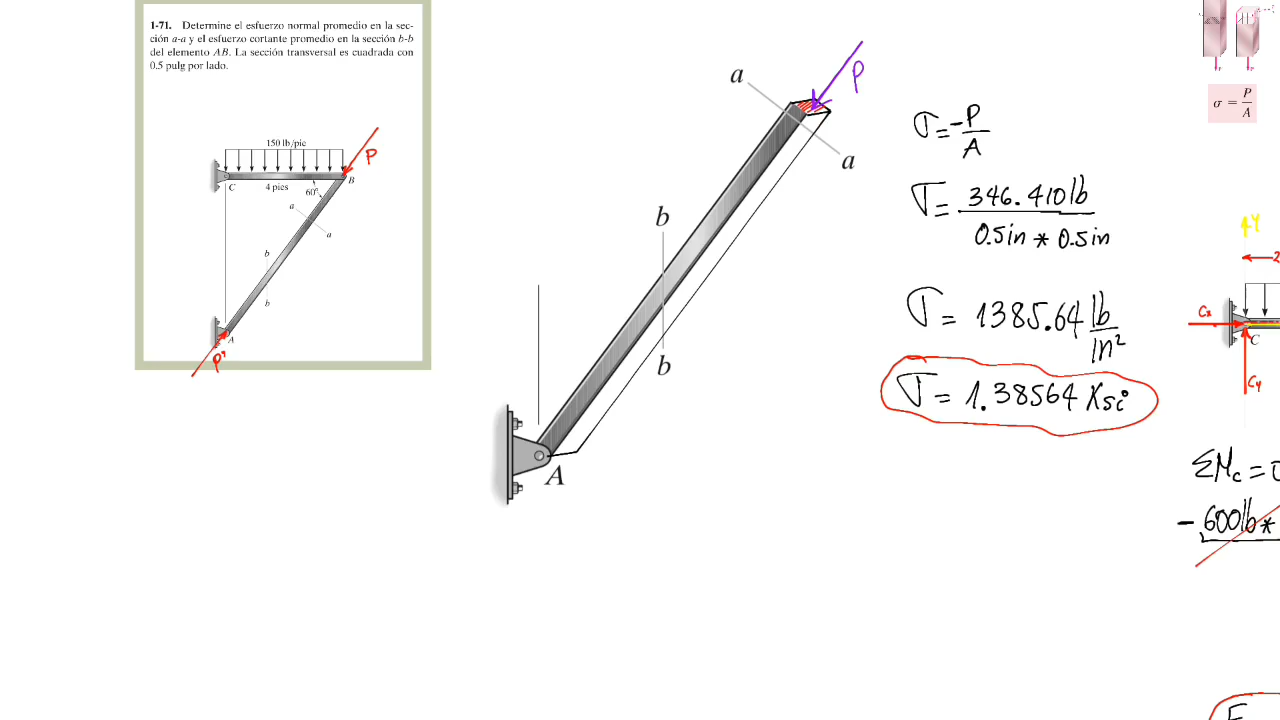 1-71. Determine el esfuerzo normal promedio en la sec-
ción a-a y el esfuerzo cortante promedio en la sección b-b
del elemento AB. La sección transversal es cuadrada con
0.5 pulg por lado.
150 lb/pie
P
C
4 pies
60°
B
a
a
b
b
A
P'
a
P
a
b
b
A
σ = -P/A
σ = 346.410 lb / 0.5in * 0.5in
σ = 1385.64 lb/in²
σ = 1.38564 Ksi
σ = P/A
Cx
C
Cy
ΣMc = 0
- 600lb *